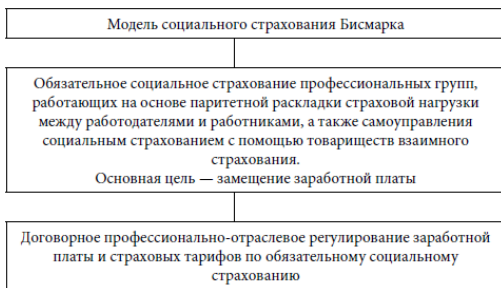 Модель социального страхования Бисмарка
Обязательное социальное страхование профессиональных групп,
работающих на основе паритетной раскладки страховой нагрузки
между работодателями и работниками, а также самоуправления
социальным страхованием с помощью товариществ взаимного
страхования.
Основная цель — замещение заработной платы
Договорное профессионально-отраслевое регулирование заработной
платы и страховых тарифов по обязательному социальному
страхованию